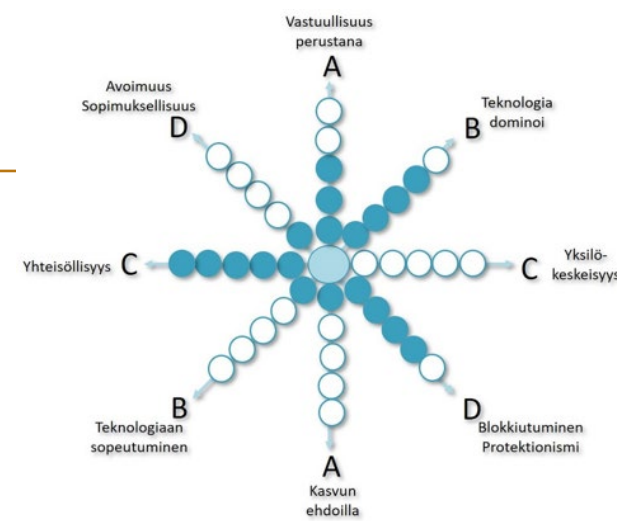 Vastuullisuus
perustana
A
Avoimuus
Sopimuksellisuus
D
Teknologia
dominoi
B
Yhteisöllisyys C
C Yksilö-
keskeisyys
B
Teknologiaan
sopeutuminen
D
Blokkiutuminen
Protektionismi
A
Kasvun
ehdoilla